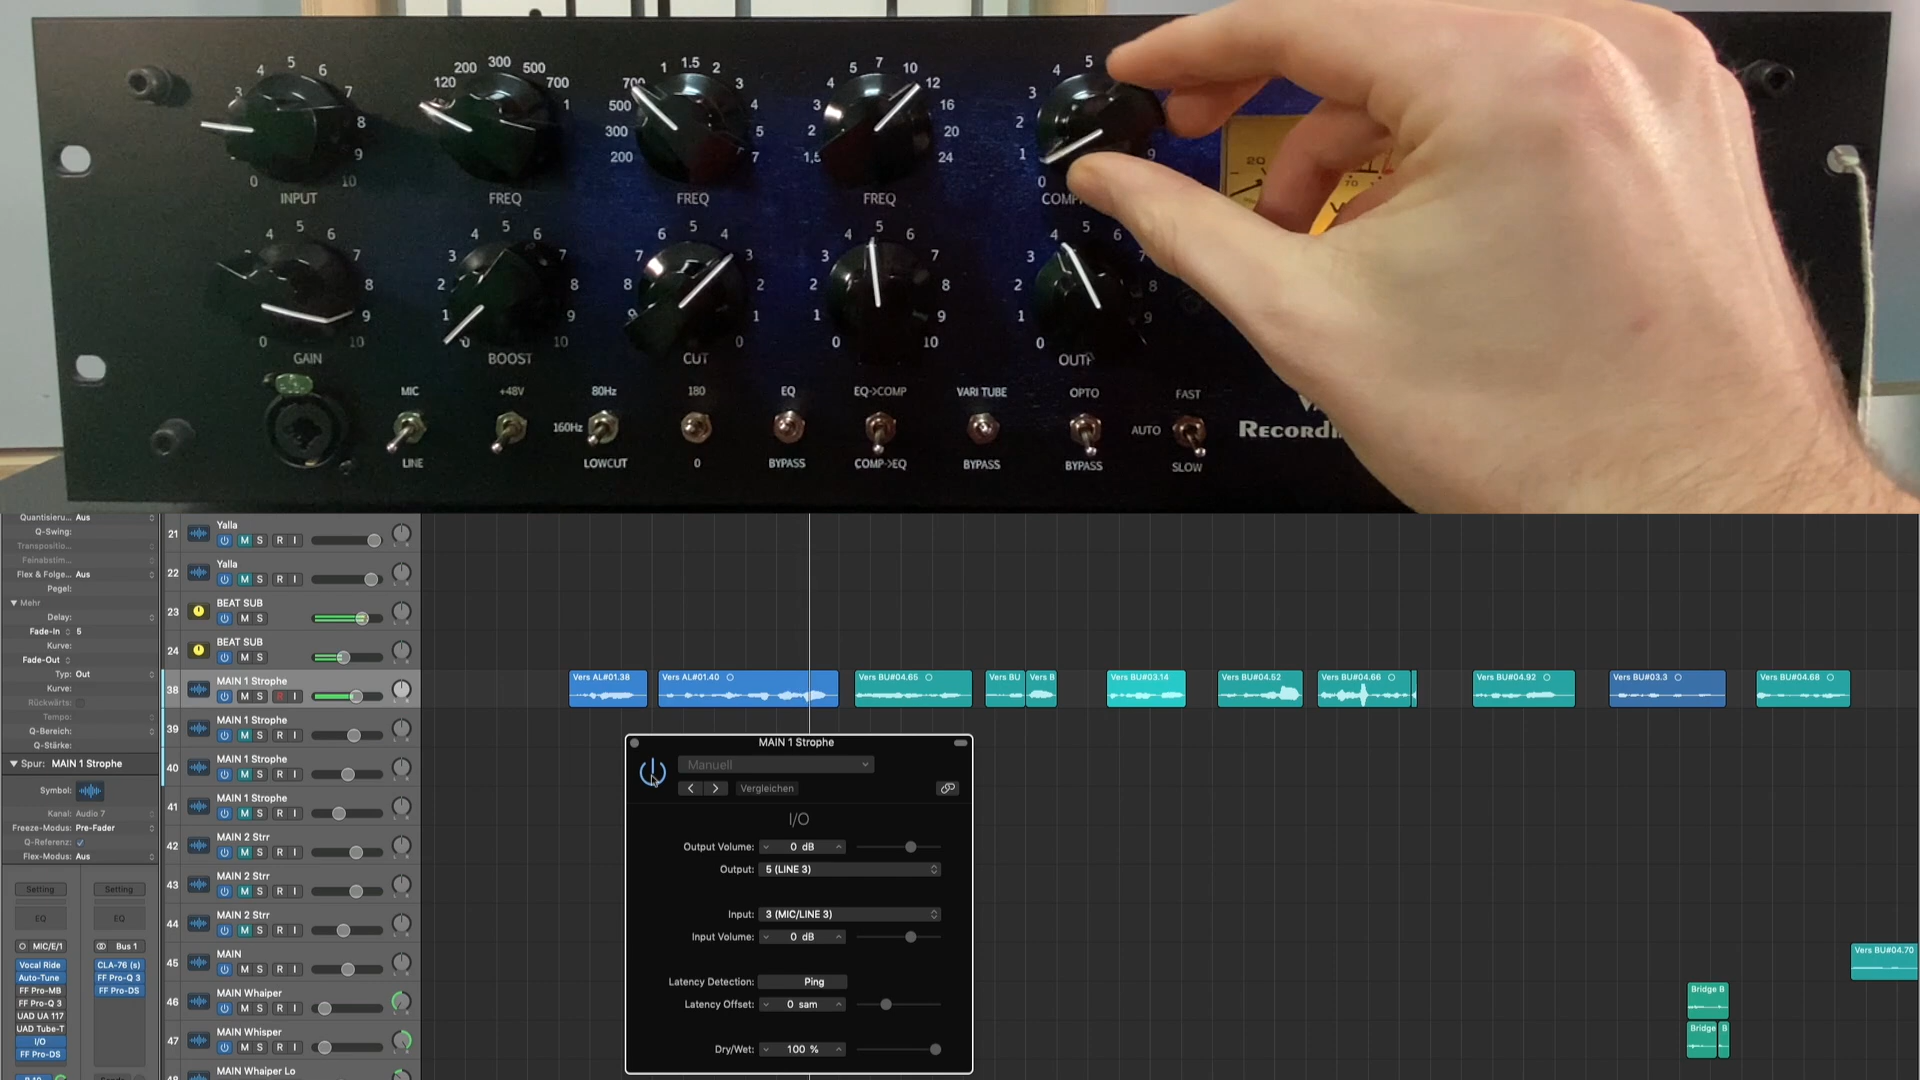 4 5 6
3 7
8
9
0 10
INPUT
120 200 300 500 700 1
FREQ
700 1 1.5 2 3
500 4
300 5
200 7
FREQ
4 5 7 10 12
3 16
2 20
1,5 24
FREQ
4 5
3
2
1 9
0
20
70
4 5 6
7
8
9
0 10
GAIN
4 5 6
3 7
2 8
1 9
0 10
BOOST
6 5 4
7 3
8 2
9 1
0
CUT
4 5 6
3 7
2 8
1 9
0 10
4 5 6
3 7
2 8
1 9
0
MIC
LINE
+48V
80Hz
160Hz
LOWCUT
180
0
EQ
BYPASS
EQ->COMP
COMP->EQ
VARI TUBE
BYPASS
OPTO
BYPASS
FAST
AUTO
SLOW
Quantisieru... Aus
Q-Swing:
Transpositio...
Feinabstim...
Flex & Folge... Aus
Pegel:
Mehr
Delay:
Fade-In 5
Kurve:
Fade-Out
Typ: Out
Kurve:
Rückwärts:
Tempo:
Q-Bereich:
Q-Stärke:
Spur: MAIN 1 Strophe
Symbol:
Kanal: Audio 7
Freeze-Modus: Pre-Fader
Q-Referenz:
Flex-Modus: Aus
Setting Setting
EQ EQ
MIC/E/1 Bus 1
Vocal Ride CLA-76 (s)
Auto-Tune FF Pro-Q 3
FF Pro-MB FF Pro-DS
FF Pro-Q 3
UAD UA 117
UAD Tube-T
I/O
FF Pro-DS
21 Yalla
M S R I
22 Yalla
M S R I
23 BEAT SUB
M S
24 BEAT SUB
M S
38 MAIN 1 Strophe
M S R I
39 MAIN 1 Strophe
M S R I
40 MAIN 1 Strophe
M S R I
41 MAIN 1 Strophe
M S R I
42 MAIN 2 Strr
M S R I
43 MAIN 2 Strr
M S R I
44 MAIN 2 Strr
M S R I
45 MAIN
M S R I
46 MAIN Whaiper
M S R I
47 MAIN Whisper
M S R I
48 MAIN Whaiper Lo
Vers AL#01.38 Vers AL#01.40 Vers BU#04.65 Vers BU Vers B Vers BU#03.14 Vers BU#04.52 Vers BU#04.66 Vers BU#04.92 Vers BU#03.3 Vers BU#04.68
Vers BU#04.70
Bridge B
Bridge B
MAIN 1 Strophe
Manuell
Vergleichen
I/O
Output Volume: 0 dB
Output: 5 (LINE 3)
Input: 3 (MIC/LINE 3)
Input Volume: 0 dB
Latency Detection: Ping
Latency Offset: 0 sam
Dry/Wet: 100 %